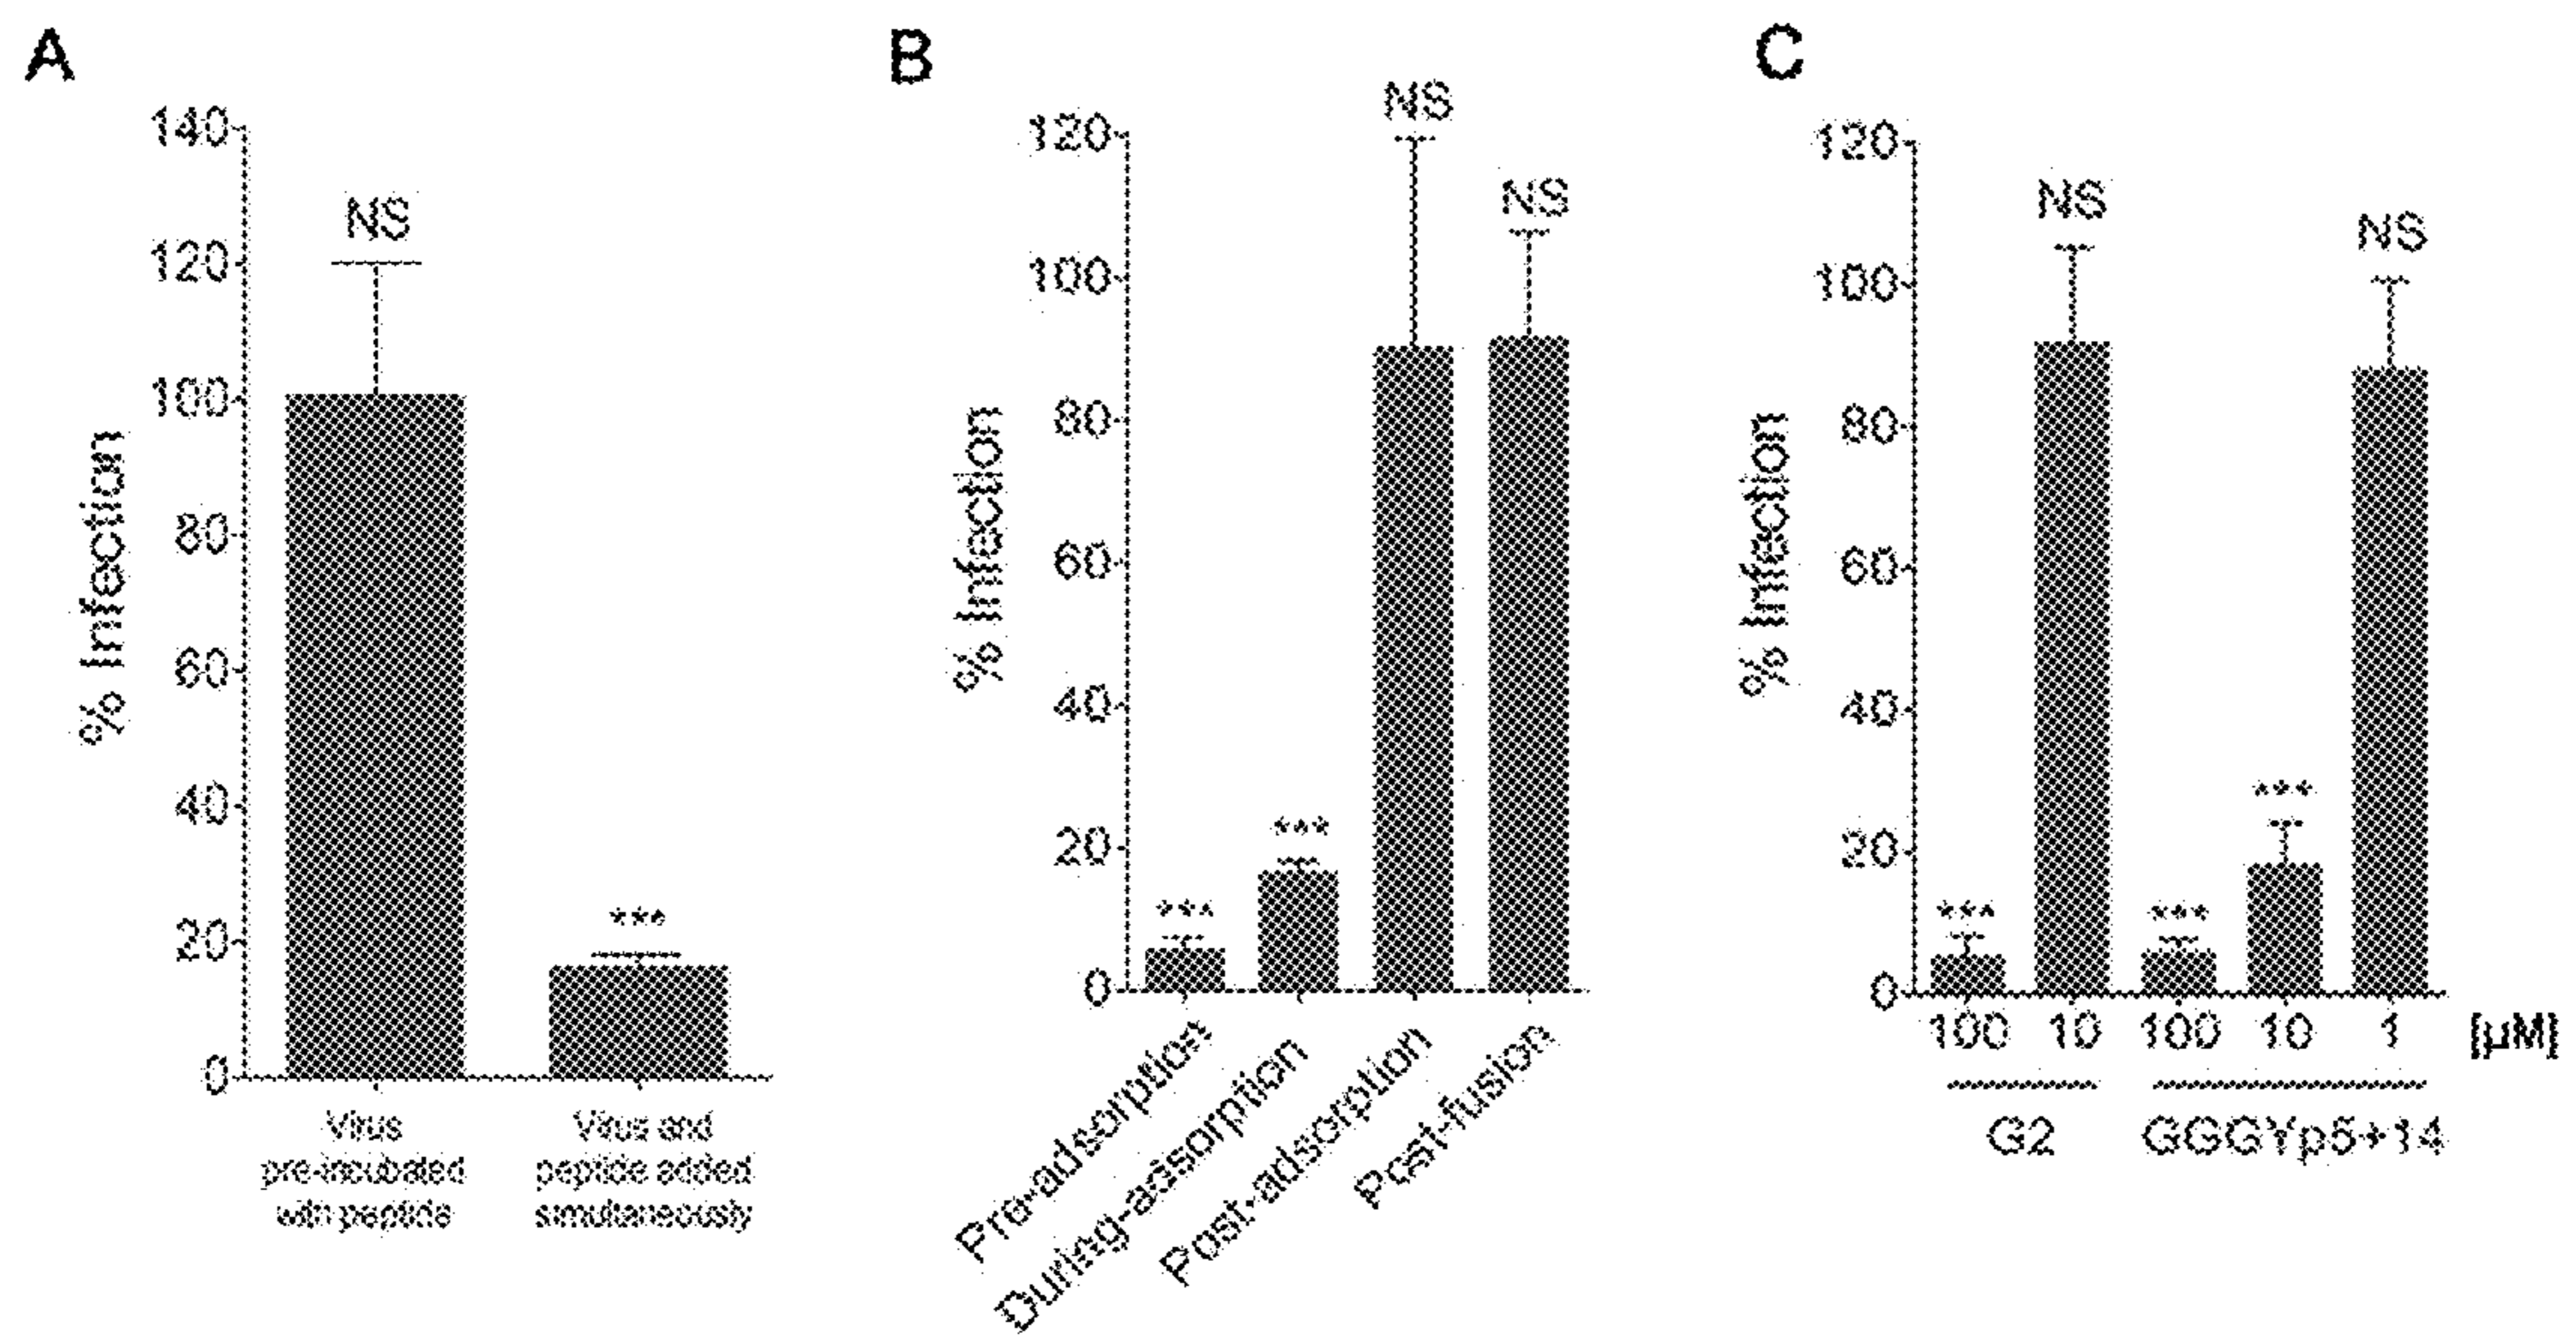 A
B
C
% Infection
140
120
100
80
60
40
20
0
NS
***
Virus
pre-incubated
with peptide
Virus and
peptide added
simultaneously
% Infection
120
100
80
60
40
20
0
***
***
NS
NS
Pre-adsorption
During-assorption
Post-adsorption
Post-fusion
% Infection
120
100
80
60
40
20
0
***
NS
***
***
NS
100 10 100 10 1 [µM]
G2 GGGYp5+14